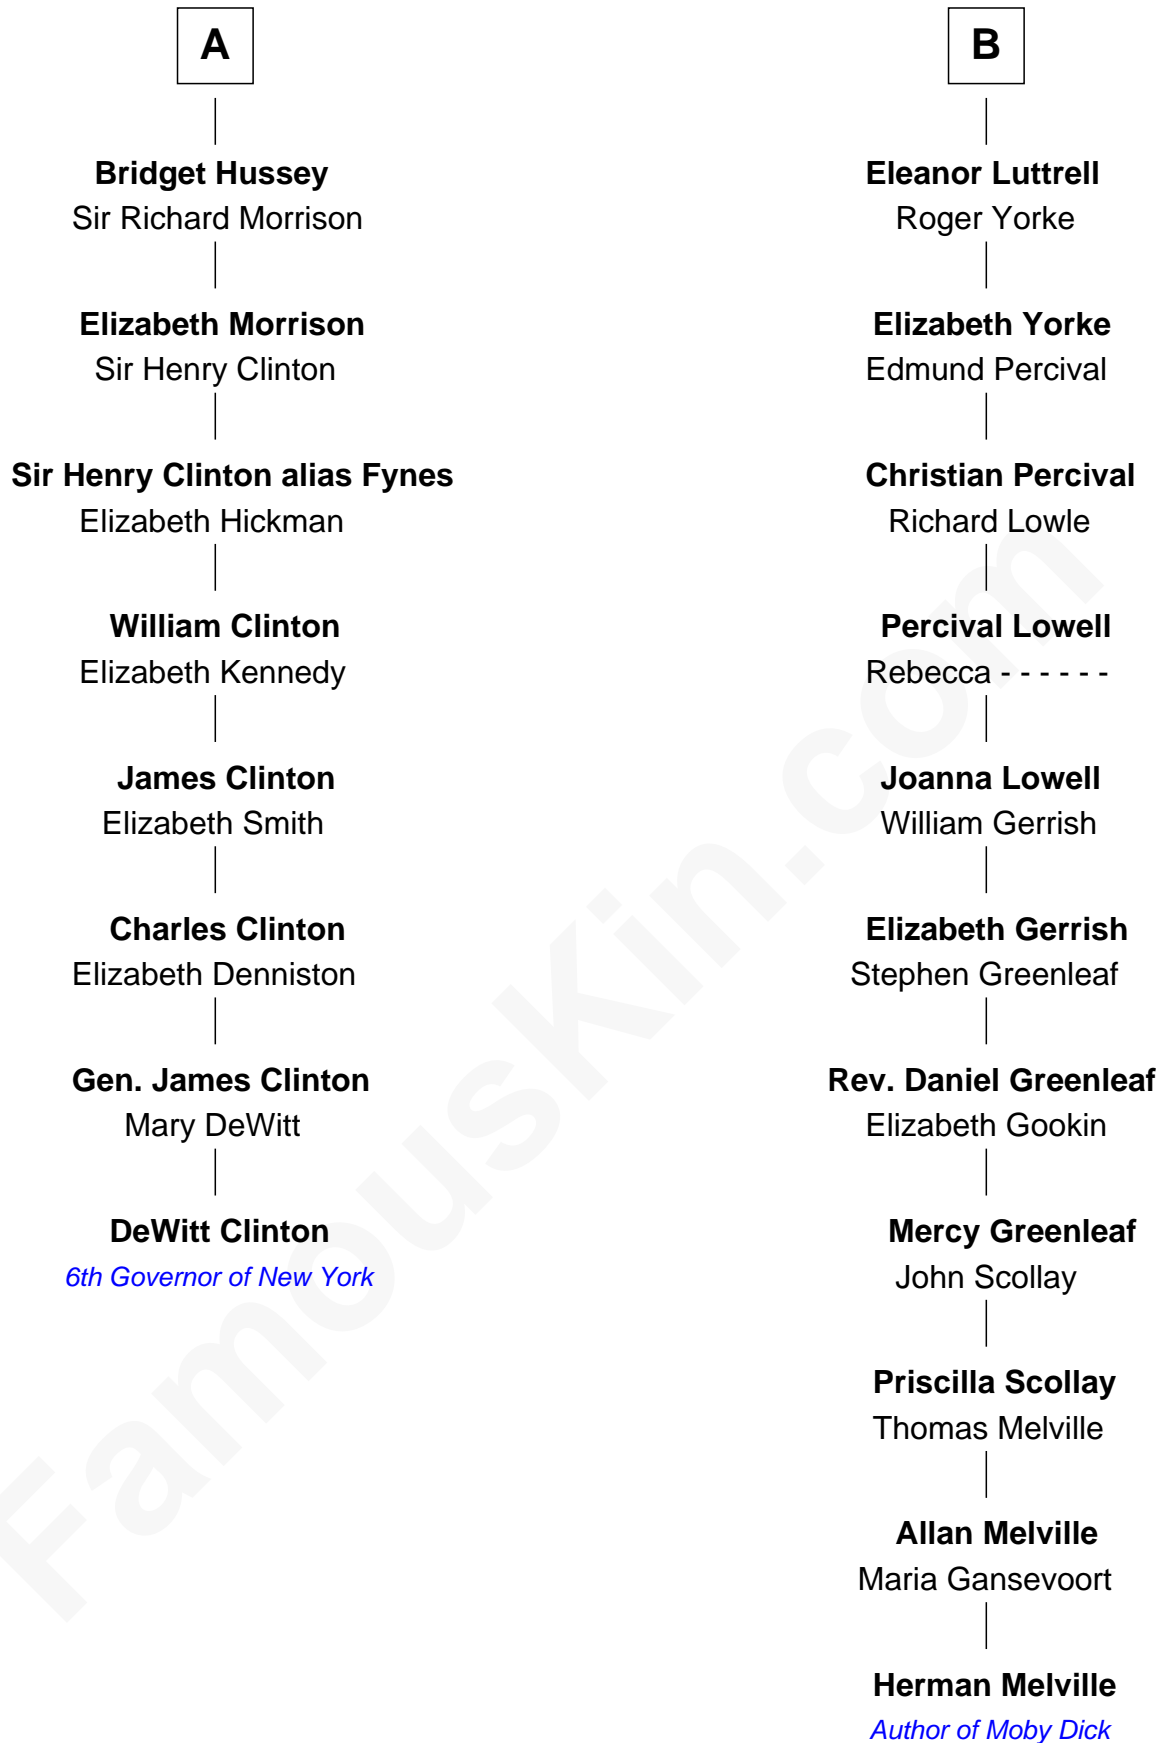 A
Bridget Hussey
Sir Richard Morrison
Elizabeth Morrison
Sir Henry Clinton
Sir Henry Clinton alias Fynes
Elizabeth Hickman
William Clinton
Elizabeth Kennedy
James Clinton
Elizabeth Smith
Charles Clinton
Elizabeth Denniston
Gen. James Clinton
Mary DeWitt
DeWitt Clinton
6th Governor of New York
B
Eleanor Luttrell
Roger Yorke
Elizabeth Yorke
Edmund Percival
Christian Percival
Richard Lowle
Percival Lowell
Rebecca - - - - - -
Joanna Lowell
William Gerrish
Elizabeth Gerrish
Stephen Greenleaf
Rev. Daniel Greenleaf
Elizabeth Gookin
Mercy Greenleaf
John Scollay
Priscilla Scollay
Thomas Melville
Allan Melville
Maria Gansevoort
Herman Melville
Author of Moby Dick
FamousKin.com